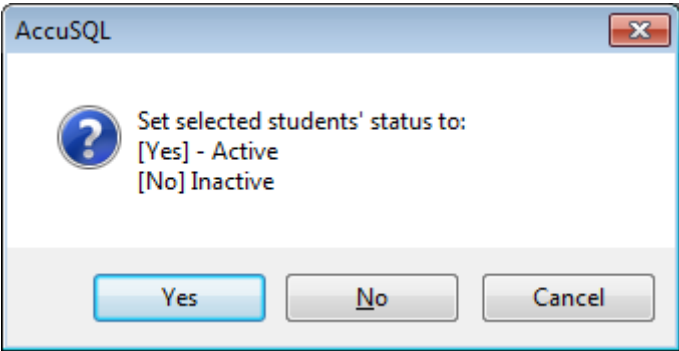 AccuSQL
Set selected students' status to:
[Yes] - Active
[No] Inactive
Yes No Cancel